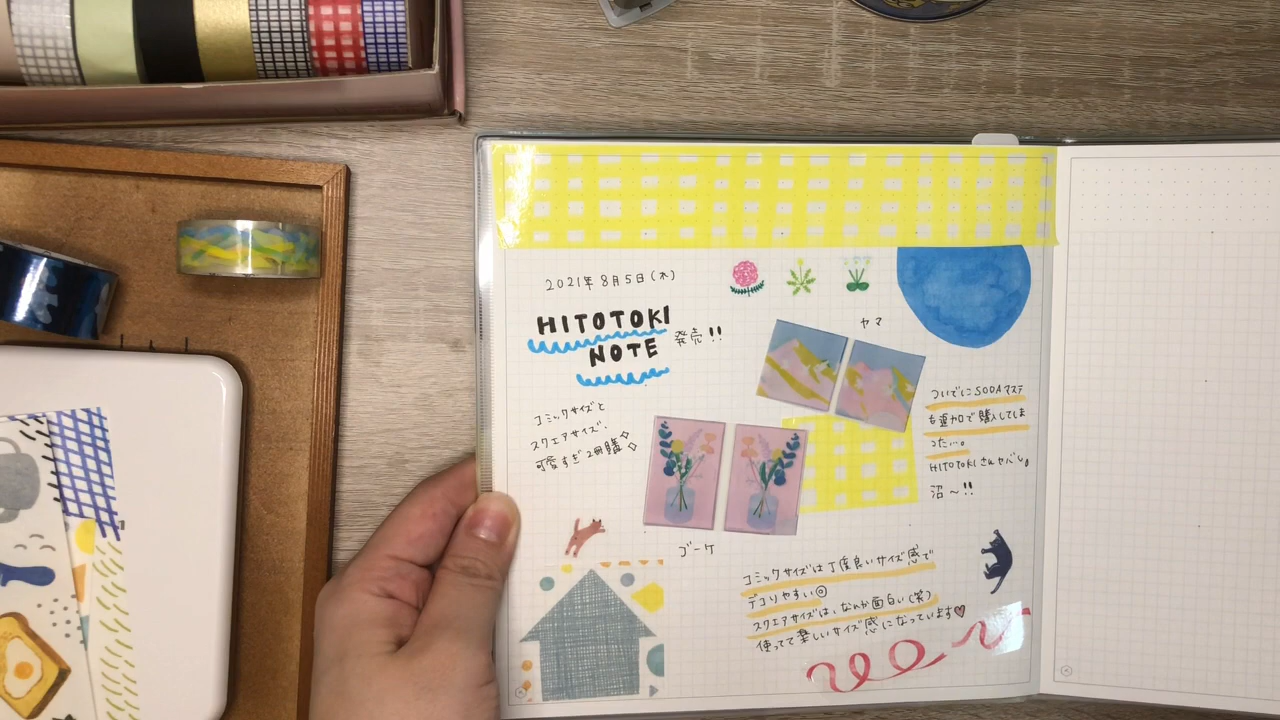 2021年8月5日(木)
HITOTOKI
NOTE
発売!!
ヤマ
コミックサイズと
スクエアサイズ、
可愛すぎ2冊購✧
ついでにSODAマステ
も追加ロで購入してしま
った…。
HITOTOKIさんヤバし。
沼〜!!
ブーケ
コミックサイズは丁度良いサイズ感で
デコりやすい◎
スクエアサイズは、なんか面白い(笑)
使ってて楽しいサイズ感になっています♡